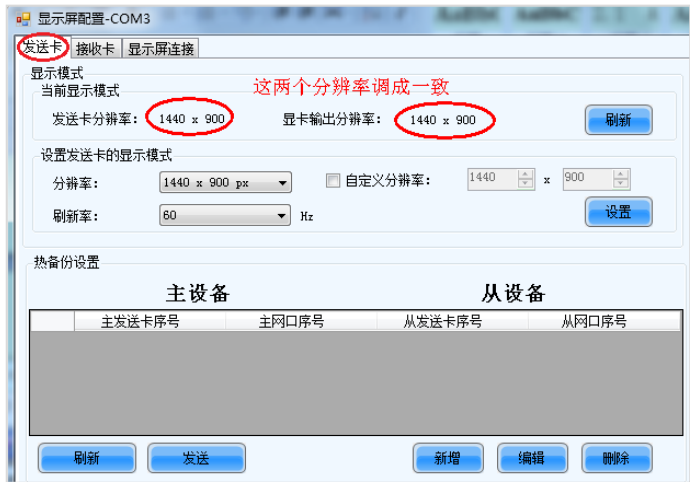 显示屏配置-COM3
发送卡 接收卡 显示屏连接
显示模式
当前显示模式 这两个分辨率调成一致
发送卡分辨率： 1440 x 900 显卡输出分辨率： 1440 x 900 刷新
设置发送卡的显示模式
分辨率： 1440 x 900 px 自定义分辨率： 1440 x 900
刷新率： 60 Hz 设置
热备份设置
主设备 从设备
主发送卡序号 主网口序号 从发送卡序号 从网口序号
刷新 发送 新增 编辑 删除